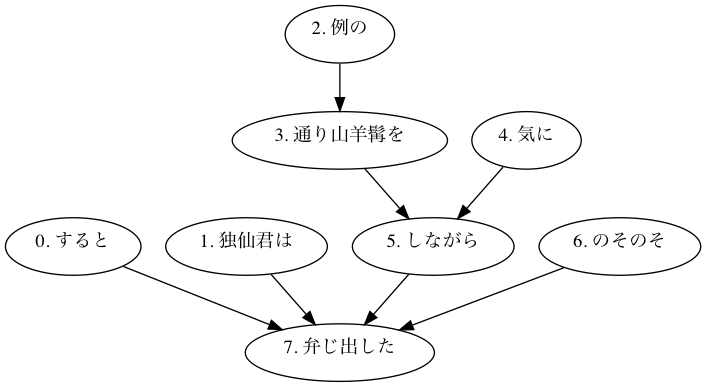 2. 例の
3. 通り山羊髯を
4. 気に
0. すると
1. 独仙君は
5. しながら
6. のそのそ
7. 弁じ出した